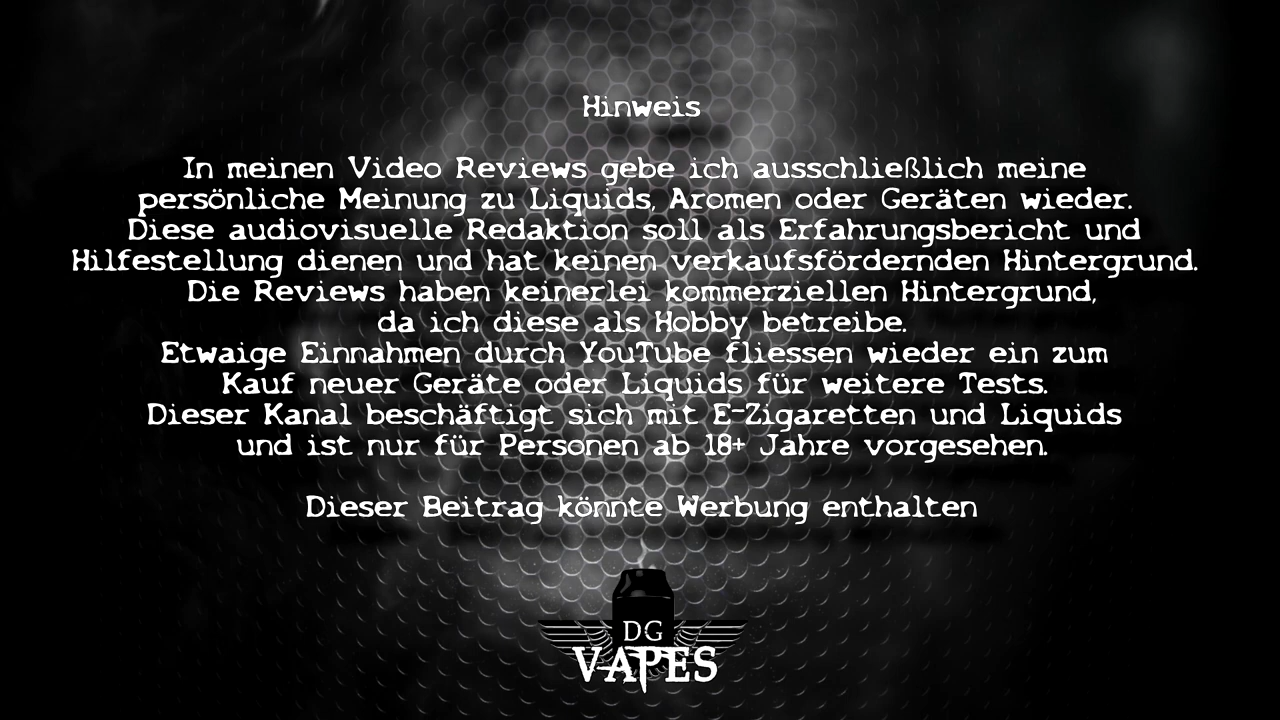 Hinweis
In meinen Video Reviews gebe ich ausschließlich meine
persönliche Meinung zu Liquids, Aromen oder Geräten wieder.
Diese audiovisuelle Redaktion soll als Erfahrungsbericht und
Hilfestellung dienen und hat keinen verkaufsfördernden Hintergrund.
Die Reviews haben keinerlei kommerziellen Hintergrund,
da ich diese als Hobby betreibe.
Etwaige Einnahmen durch YouTube fliessen wieder ein zum
Kauf neuer Geräte oder Liquids für weitere Tests.
Dieser Kanal beschäftigt sich mit E-Zigaretten und Liquids
und ist nur für Personen ab 18+ Jahre vorgesehen.
Dieser Beitrag könnte Werbung enthalten
DG
VAPES